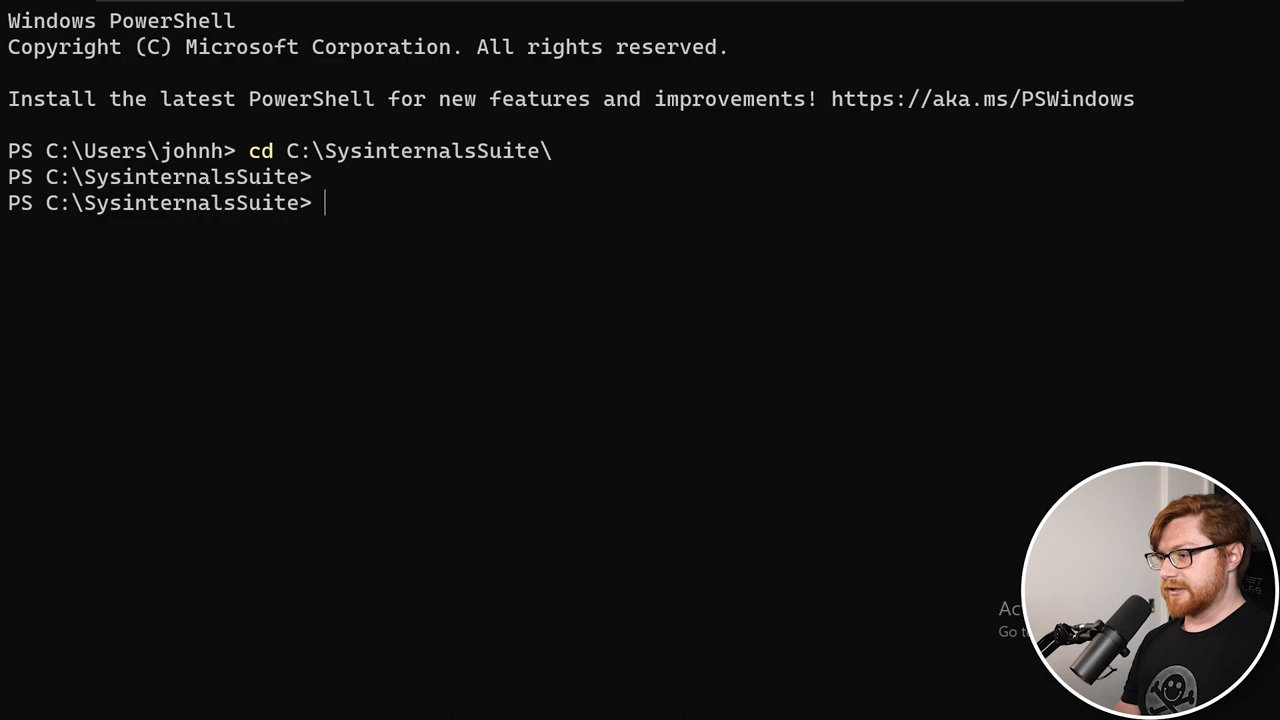 Windows PowerShell
Copyright (C) Microsoft Corporation. All rights reserved.
Install the latest PowerShell for new features and improvements! https://aka.ms/PSWindows
PS C:\Users\johnh> cd C:\SysinternalsSuite\
PS C:\SysinternalsSuite>
PS C:\SysinternalsSuite>
Go